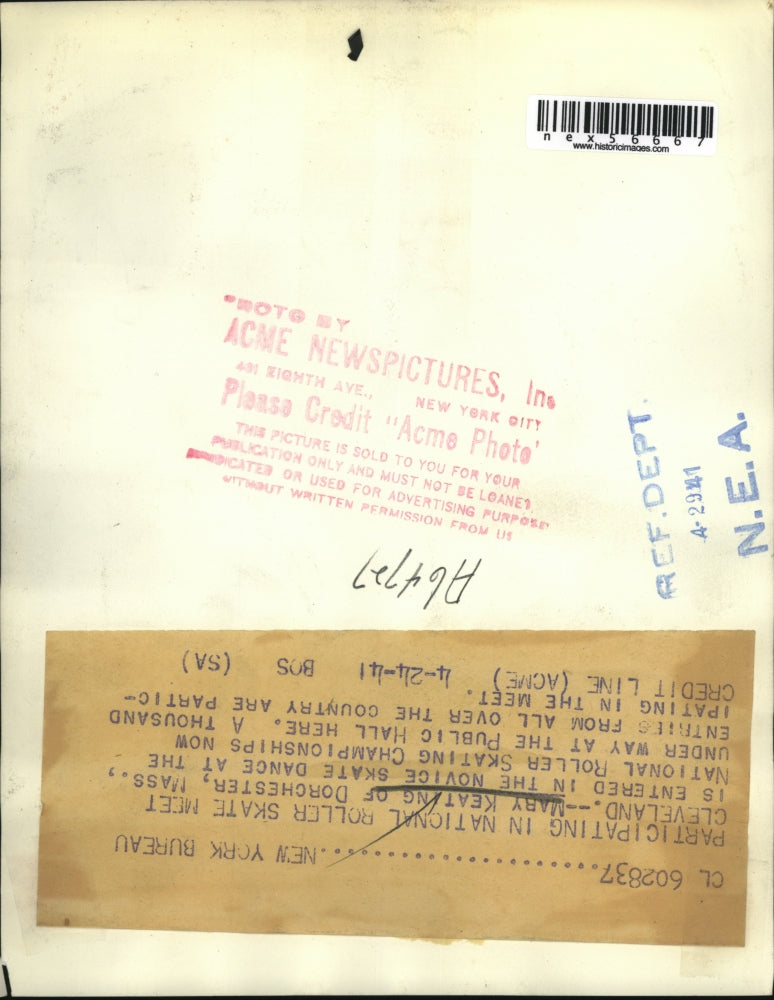 nex56667
www.historicimages.com
PHOTO BY
ACME NEWSPICTURES, Inc
461 EIGHTH AVE., NEW YORK CITY
Please Credit "Acme Photo"
THIS PICTURE IS SOLD TO YOU FOR YOUR
PUBLICATION ONLY AND MUST NOT BE LOANED,
SYNDICATED OR USED FOR ADVERTISING PURPOSES
WITHOUT WRITTEN PERMISSION FROM US
REF. DEPT.
4-29-41
N.E.A.
A64727
CL 602837.......................NEW YORK BUREAU
PARTICIPATING IN NATIONAL ROLLER SKATE MEET
CLEVELAND.--MARY KEATING OF DORCHESTER, MASS.,
IS ENTERED IN THE NOVICE SKATE DANCE AT THE
NATIONAL ROLLER SKATING CHAMPIONSHIPS NOW
UNDER WAY AT THE PUBLIC HALL HERE. A THOUSAND
ENTRIES FROM ALL OVER THE COUNTRY ARE PARTIC-
IPATING IN THE MEET.
CREDIT LINE (ACME) 4-24-41 BOS (SA)